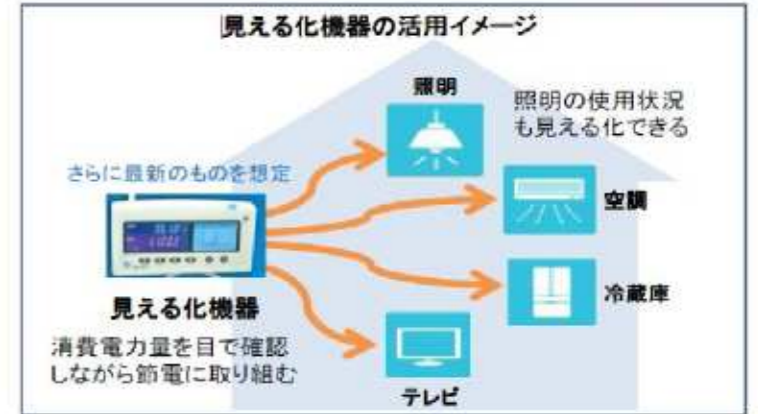 見える化機器の活用イメージ
照明
照明の使用状況
も見える化できる
さらに最新のものを想定
空調
見える化機器
冷蔵庫
消費電力量を目で確認
しながら節電に取り組む
テレビ